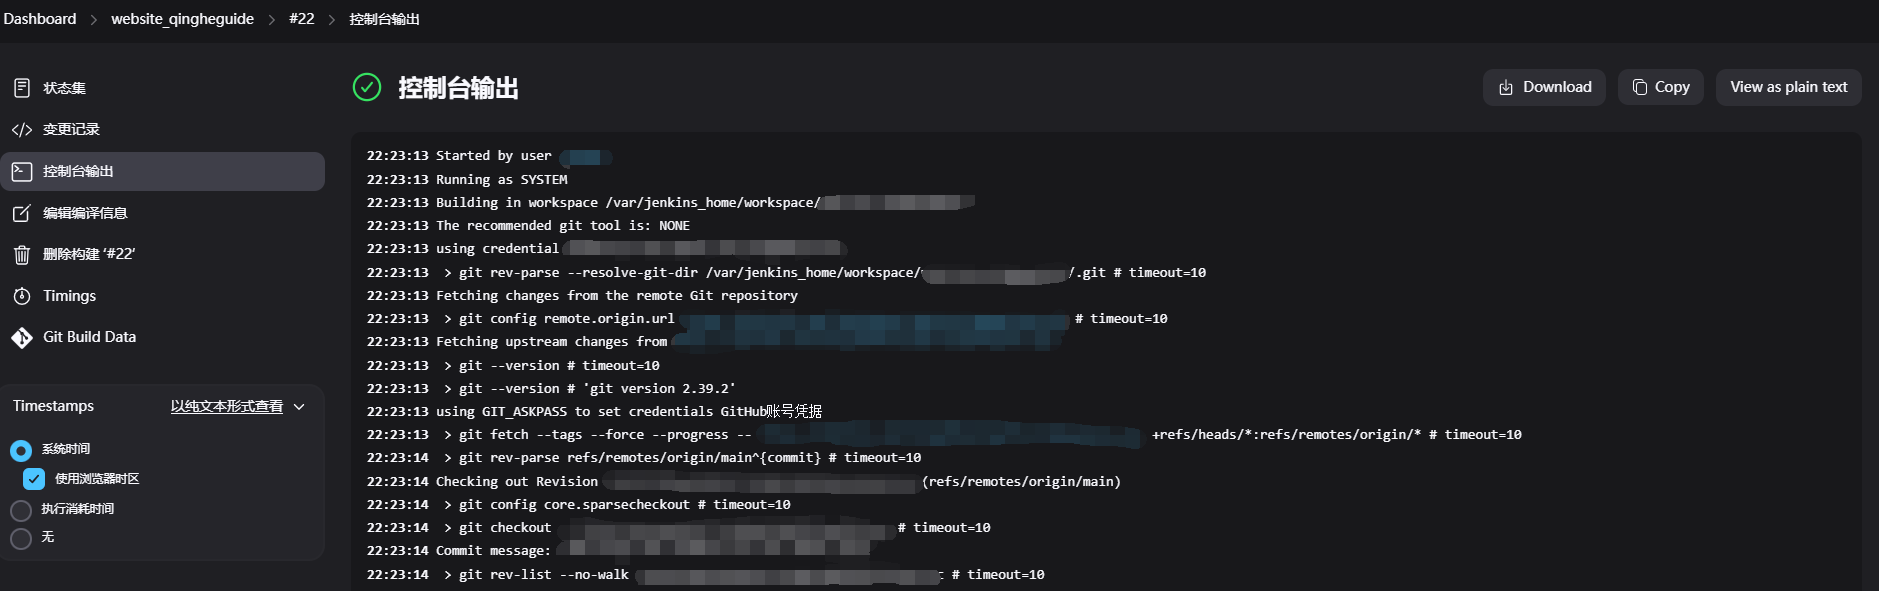 Dashboard > website_qingheguide > #22 > 控制台输出
状态集
变更记录
控制台输出
编辑编译信息
删除构建 ‘#22’
Timings
Git Build Data
Timestamps 以纯文本形式查看
系统时间
使用浏览器时区
执行消耗时间
无
控制台输出
Download Copy View as plain text
22:23:13 Started by user
22:23:13 Running as SYSTEM
22:23:13 Building in workspace /var/jenkins_home/workspace/
22:23:13 The recommended git tool is: NONE
22:23:13 using credential
22:23:13 > git rev-parse --resolve-git-dir /var/jenkins_home/workspace/ /.git # timeout=10
22:23:13 Fetching changes from the remote Git repository
22:23:13 > git config remote.origin.url # timeout=10
22:23:13 Fetching upstream changes from
22:23:13 > git --version # timeout=10
22:23:13 > git --version # 'git version 2.39.2'
22:23:13 using GIT_ASKPASS to set credentials GitHub账号凭据
22:23:13 > git fetch --tags --force --progress -- +refs/heads/*:refs/remotes/origin/* # timeout=10
22:23:14 > git rev-parse refs/remotes/origin/main^{commit} # timeout=10
22:23:14 Checking out Revision (refs/remotes/origin/main)
22:23:14 > git config core.sparsecheckout # timeout=10
22:23:14 > git checkout # timeout=10
22:23:14 Commit message:
22:23:14 > git rev-list --no-walk # timeout=10